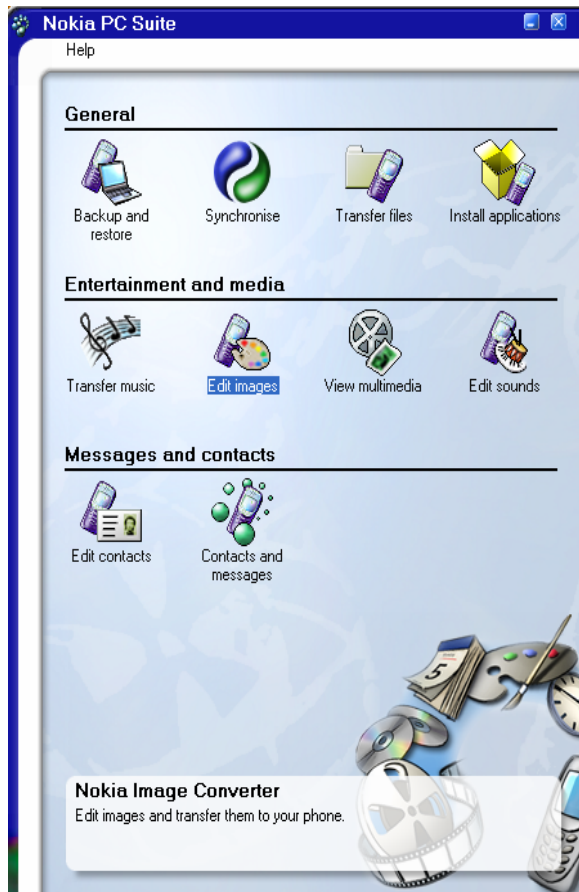 Nokia PC Suite
Help
General
Backup and
restore
Synchronise
Transfer files
Install applications
Entertainment and media
Transfer music
Edit images
View multimedia
Edit sounds
Messages and contacts
Edit contacts
Contacts and
messages
5
Nokia Image Converter
Edit images and transfer them to your phone.